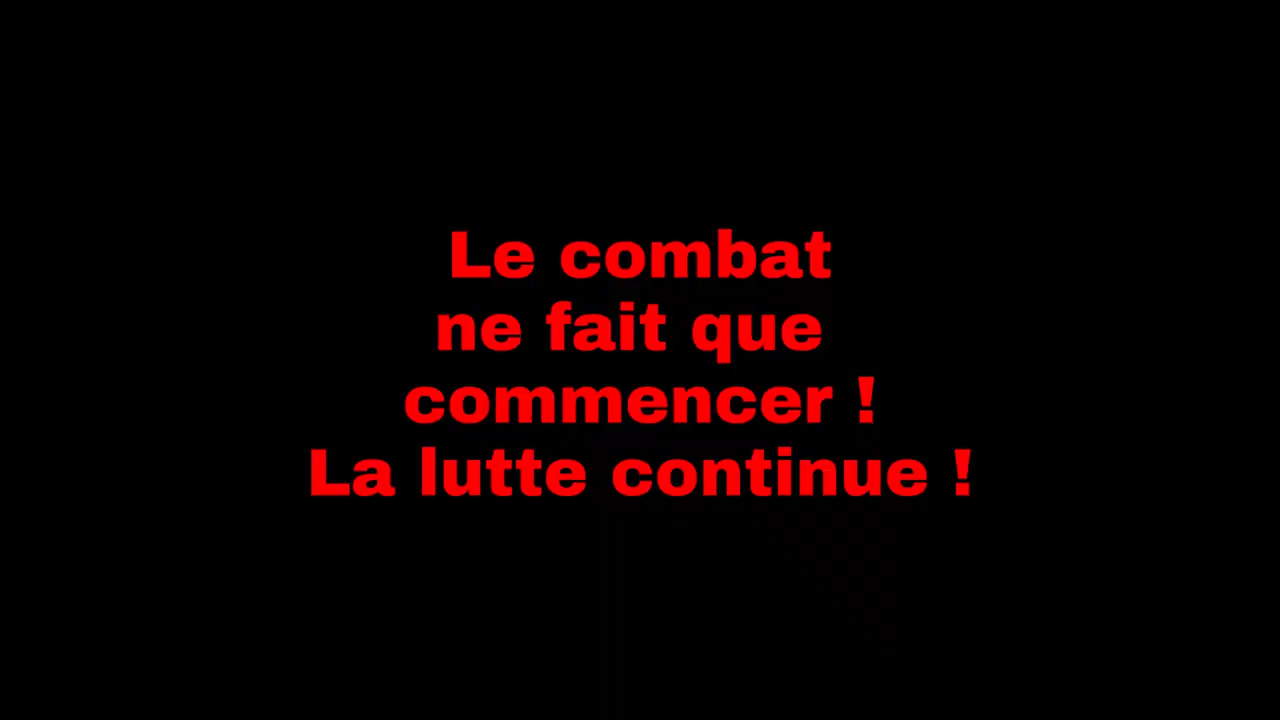 Le combat
ne fait que
commencer !
La lutte continue !